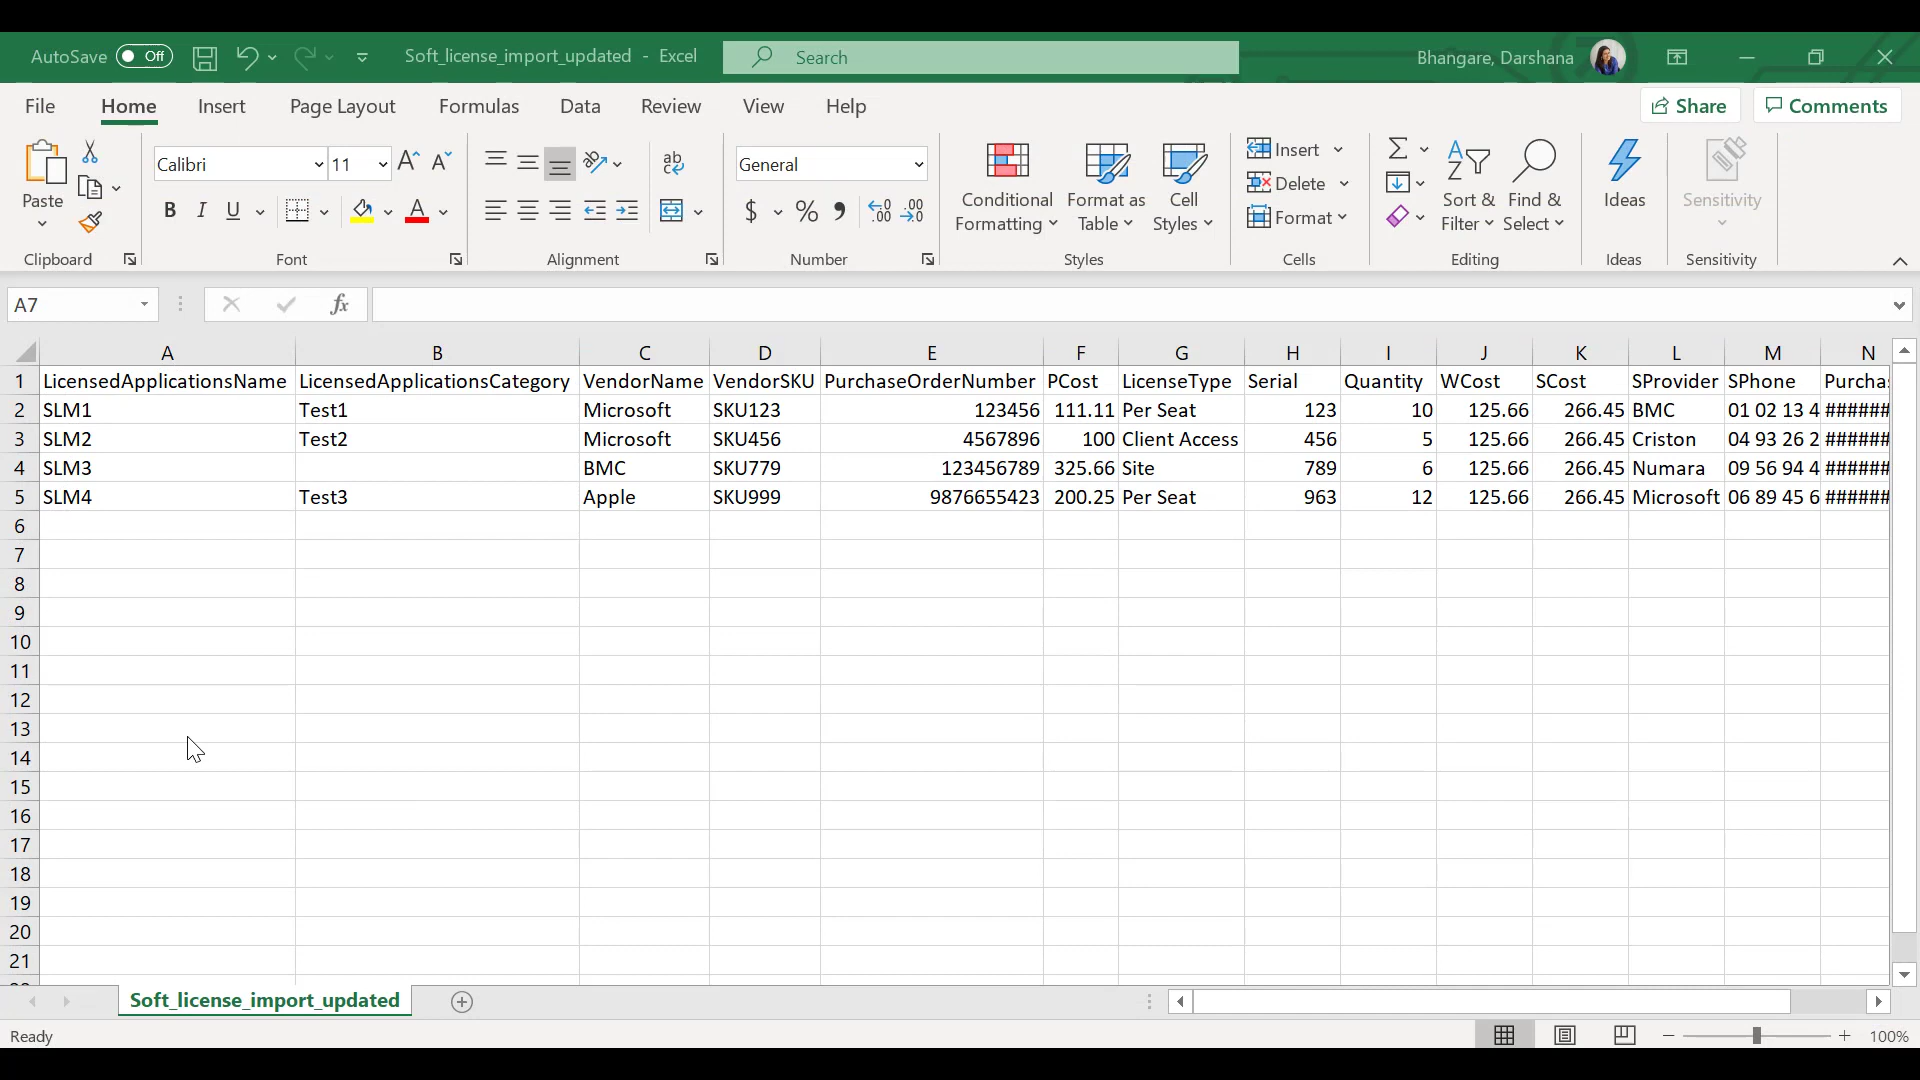 AutoSave Off Soft_license_import_updated - Excel Search Bhangare, Darshana
File Home Insert Page Layout Formulas Data Review View Help Share Comments
Paste
Clipboard
Calibri 11
B I U
Font
ab
Alignment
General
$ % 9
Number
Conditional Formatting
Format as Table
Cell Styles
Styles
Insert
Delete
Format
Cells
Sort & Filter
Find & Select
Editing
Ideas
Ideas
Sensitivity
Sensitivity
A7 fx
A B C D E F G H I J K L M N
1 LicensedApplicationsName LicensedApplicationsCategory VendorName VendorSKU PurchaseOrderNumber PCost LicenseType Serial Quantity WCost SCost SProvider SPhone Purcha
2 SLM1 Test1 Microsoft SKU123 123456 111.11 Per Seat 123 10 125.66 266.45 BMC 01 02 13 4 ######
3 SLM2 Test2 Microsoft SKU456 4567896 100 Client Access 456 5 125.66 266.45 Criston 04 93 26 2 ######
4 SLM3 BMC SKU779 123456789 325.66 Site 789 6 125.66 266.45 Numara 09 56 94 4 ######
5 SLM4 Test3 Apple SKU999 9876655423 200.25 Per Seat 963 12 125.66 266.45 Microsoft 06 89 45 6 ######
6
7
8
9
10
11
12
13
14
15
16
17
18
19
20
21
Soft_license_import_updated
Ready 100%